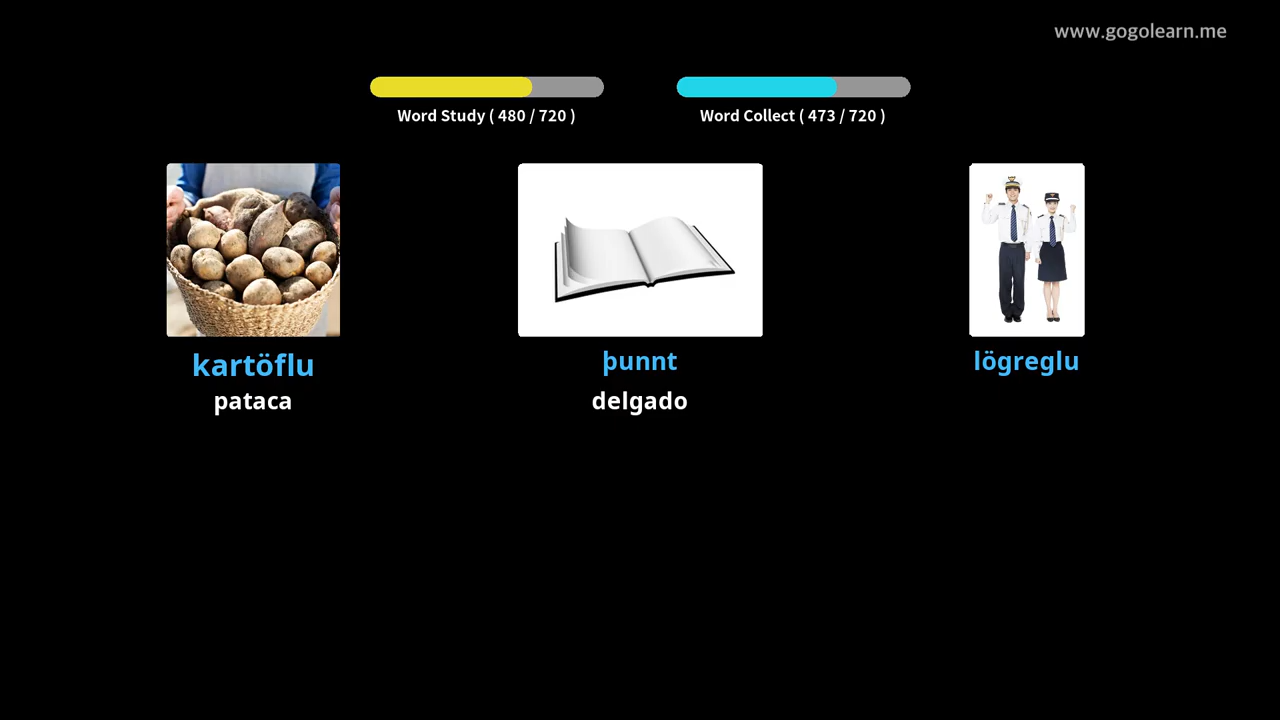 www.gogolearn.me
Word Study ( 480 / 720 )
Word Collect ( 473 / 720 )
kartöflu
pataca
þunnt
delgado
lögreglu